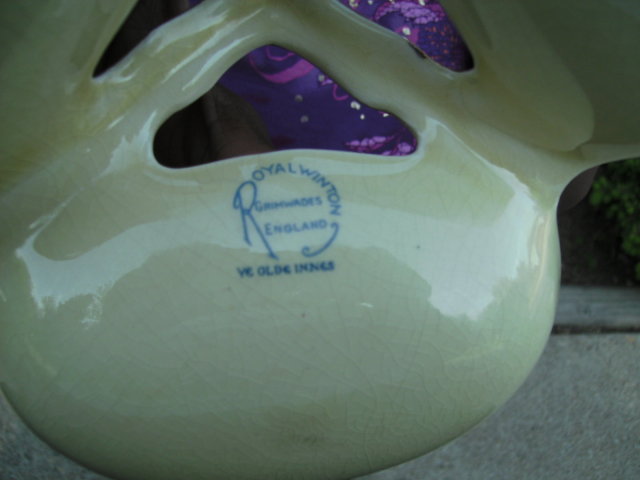 ROYAL WINTON
GRIMWADES
ENGLAND
YE OLDE INNES